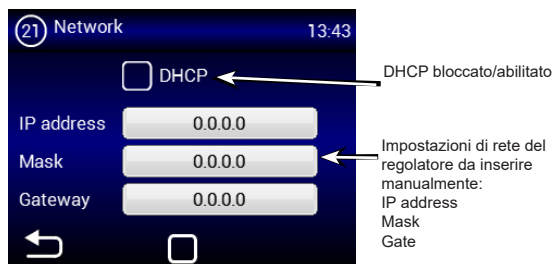 21 Network 13:43
DHCP
DHCP bloccato/abilitato
IP address 0.0.0.0
Mask 0.0.0.0
Gateway 0.0.0.0
Impostazioni di rete del
regolatore da inserire
manualmente:
IP address
Mask
Gate